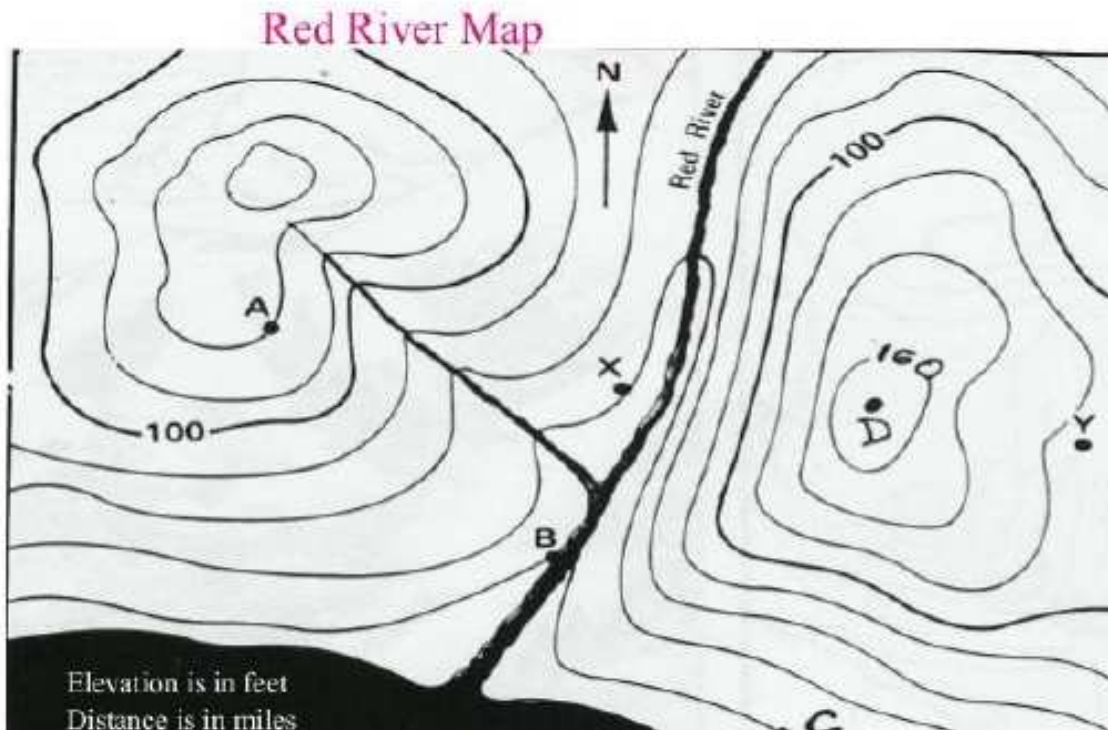 Red River Map
N
Red River
100
A
X
160
D
Y
100
B
C
Elevation is in feet
Distance is in miles